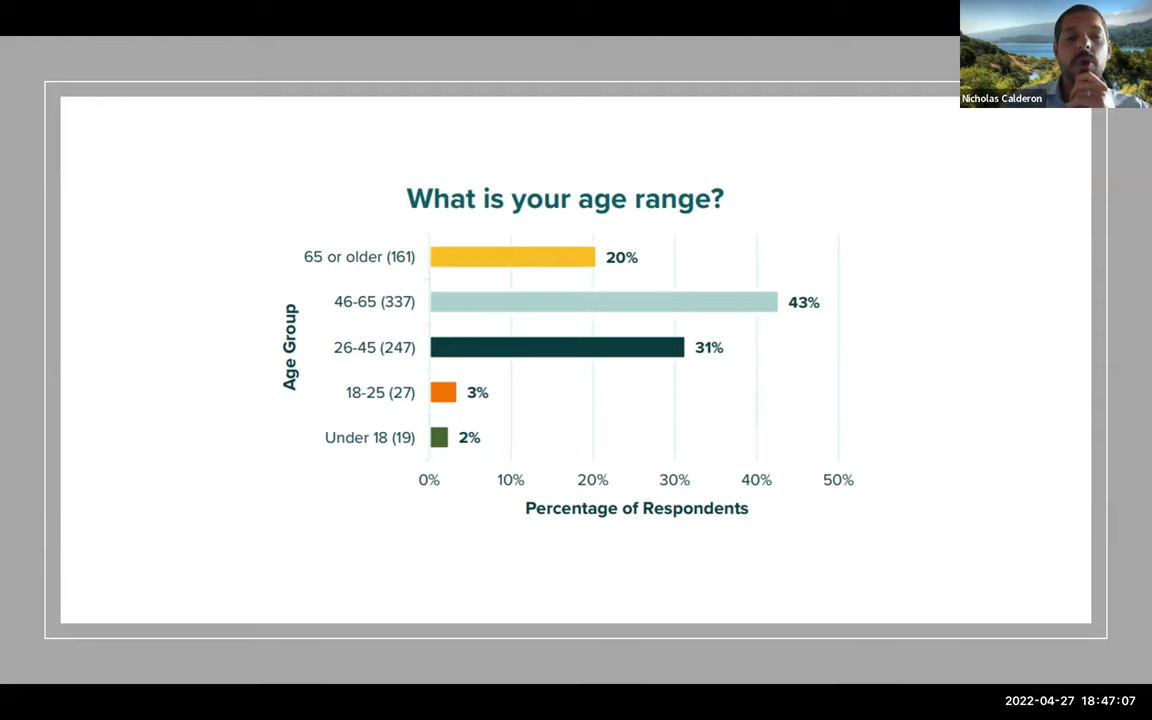 Nicholas Calderon
What is your age range?
65 or older (161) 20%
46-65 (337) 43%
26-45 (247) 31%
18-25 (27) 3%
Under 18 (19) 2%
Age Group
0% 10% 20% 30% 40% 50%
Percentage of Respondents
2022-04-27 18:47:07